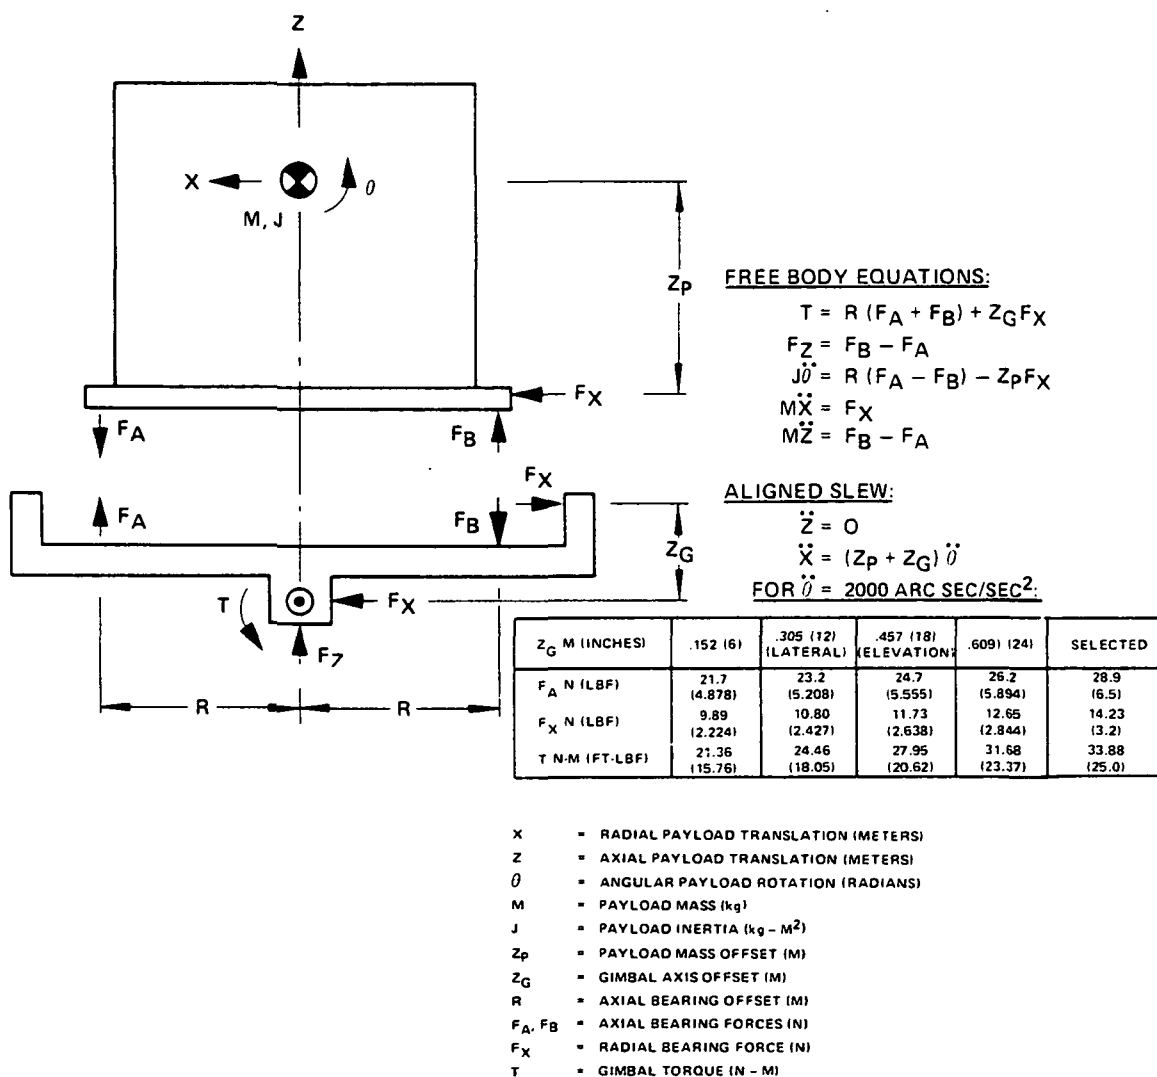 Z
X
θ
M, J
Z_P
F_X
F_A
F_B
F_X
F_A
F_B
Z_G
T
F_X
F_Z
R
R
FREE BODY EQUATIONS:
T = R (F_A + F_B) + Z_G F_X
F_Z = F_B − F_A
Jθ̈ = R (F_A − F_B) − Z_P F_X
MẌ = F_X
MZ̈ = F_B − F_A
ALIGNED SLEW:
Z̈ = 0
Ẍ = (Z_P + Z_G) θ̈
FOR θ̈ = 2000 ARC SEC/SEC²:
Z_G M (INCHES) .152 (6) .305 (12) (LATERAL) .457 (18) (ELEVATION) .609) (24) SELECTED
F_A N (LBF) 21.7 (4.878) 23.2 (5.208) 24.7 (5.555) 26.2 (5.894) 28.9 (6.5)
F_X N (LBF) 9.89 (2.224) 10.80 (2.427) 11.73 (2.638) 12.65 (2.844) 14.23 (3.2)
T N-M (FT-LBF) 21.36 (15.76) 24.46 (18.05) 27.95 (20.62) 31.68 (23.37) 33.88 (25.0)
X = RADIAL PAYLOAD TRANSLATION (METERS)
Z = AXIAL PAYLOAD TRANSLATION (METERS)
θ = ANGULAR PAYLOAD ROTATION (RADIANS)
M = PAYLOAD MASS (kg)
J = PAYLOAD INERTIA (kg – M²)
Z_P = PAYLOAD MASS OFFSET (M)
Z_G = GIMBAL AXIS OFFSET (M)
R = AXIAL BEARING OFFSET (M)
F_A, F_B = AXIAL BEARING FORCES (N)
F_X = RADIAL BEARING FORCE (N)
T = GIMBAL TORQUE (N – M)